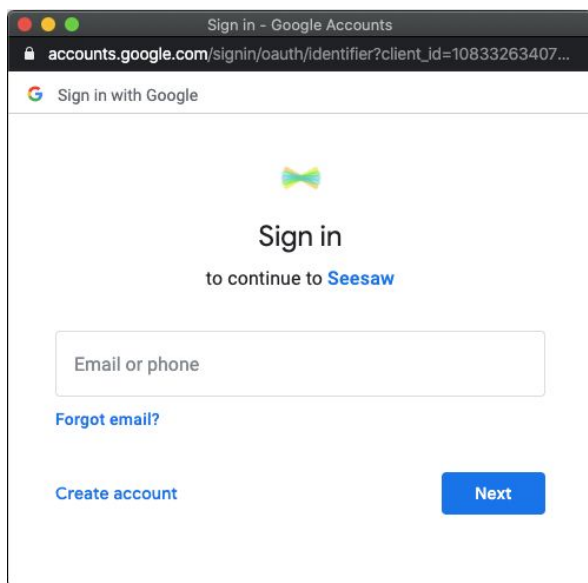 Sign in - Google Accounts
accounts.google.com/signin/oauth/identifier?client_id=10833263407...
Sign in with Google
Sign in
to continue to Seesaw
Email or phone
Forgot email?
Create account
Next